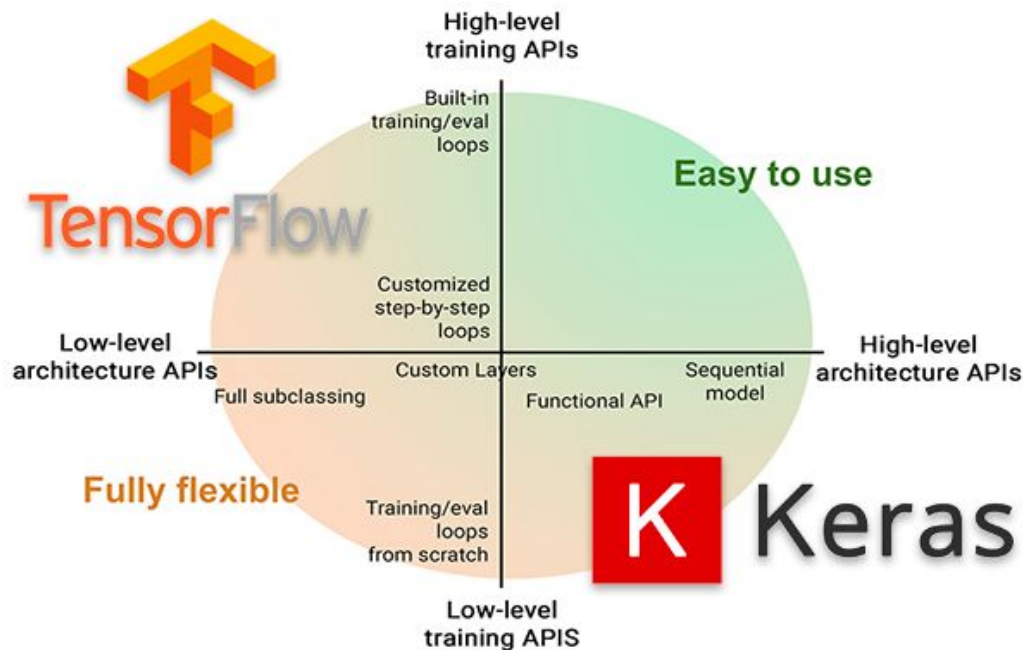 High-level
training APIs
Built-in
training/eval
loops
Easy to use
TensorFlow
Customized
step-by-step
loops
Low-level
architecture APIs
High-level
architecture APIs
Custom Layers
Sequential
model
Full subclassing
Functional API
Fully flexible
Training/eval
loops
from scratch
K
Keras
Low-level
training APIS